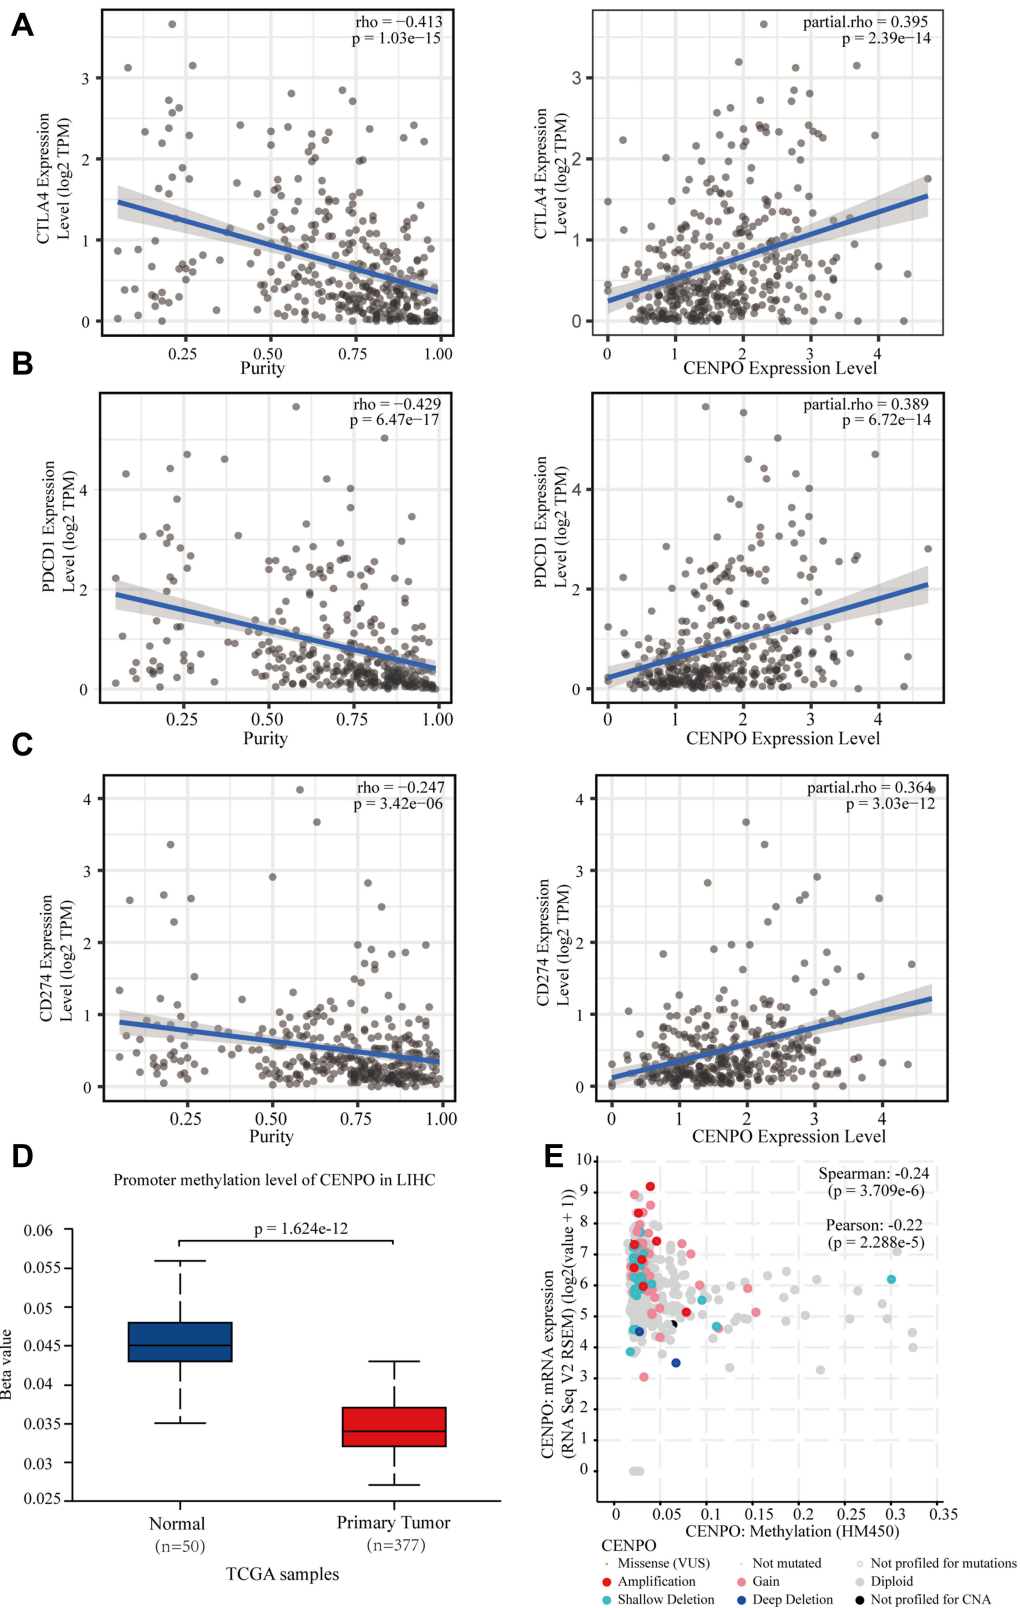 A
rho = −0.413
p = 1.03e−15
CTLA4 Expression
Level (log2 TPM)
3
2
1
0
0.25
0.50
0.75
1.00
Purity
partial.rho = 0.395
p = 2.39e−14
CTLA4 Expression
Level (log2 TPM)
3
2
1
0
0
1
2
3
4
CENPO Expression Level
B
rho = −0.429
p = 6.47e−17
PDCD1 Expression
Level (log2 TPM)
4
2
0
0.25
0.50
0.75
1.00
Purity
partial.rho = 0.389
p = 6.72e−14
PDCD1 Expression
Level (log2 TPM)
4
2
0
0
1
2
3
4
CENPO Expression Level
C
rho = −0.247
p = 3.42e−06
CD274 Expression
Level (log2 TPM)
4
3
2
1
0
0.25
0.50
0.75
1.00
Purity
partial.rho = 0.364
p = 3.03e−12
CD274 Expression
Level (log2 TPM)
4
3
2
1
0
0
1
2
3
4
CENPO Expression Level
D
Promoter methylation level of CENPO in LIHC
p = 1.624e-12
Beta value
0.06
0.055
0.05
0.045
0.04
0.035
0.03
0.025
Normal
(n=50)
Primary Tumor
(n=377)
TCGA samples
E
Spearman: -0.24
(p = 3.709e-6)
Pearson: -0.22
(p = 2.288e-5)
CENPO: mRNA expression
(RNA Seq V2 RSEM) (log2(value + 1))
10
9
8
7
6
5
4
3
2
1
0
0
0.05
0.1
0.15
0.2
0.25
0.3
0.35
CENPO: Methylation (HM450)
CENPO
Missense (VUS)
Not mutated
Not profiled for mutations
Amplification
Gain
Diploid
Shallow Deletion
Deep Deletion
Not profiled for CNA